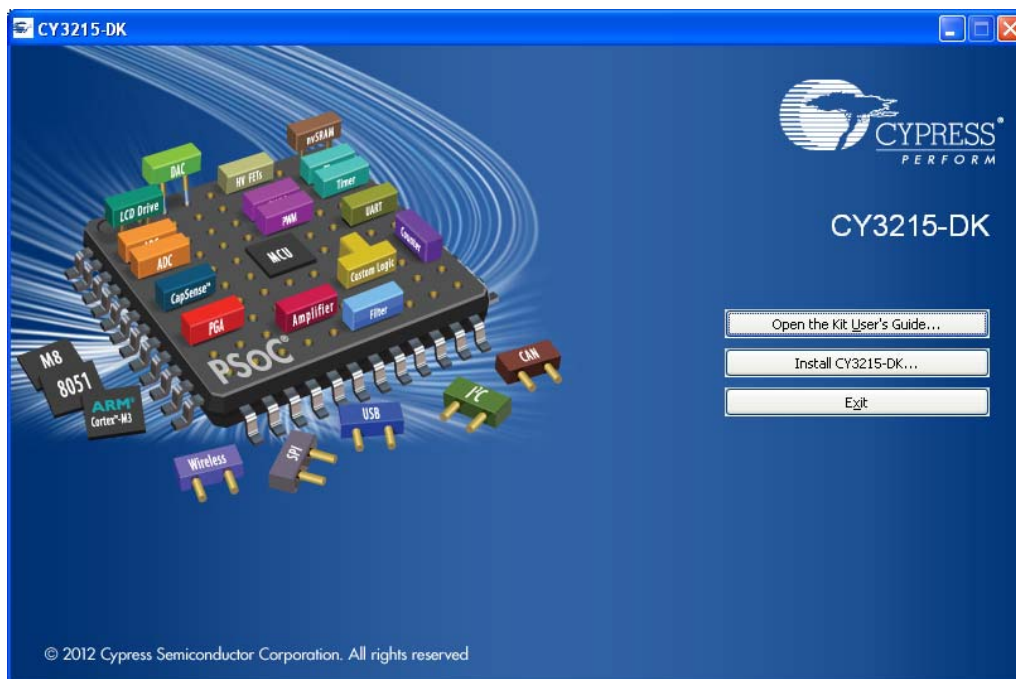 CY3215-DK
CYPRESS®
PERFORM
CY3215-DK
nvSRAM
DAC
HV FETs
Timer
LCD Drive
PWM
UART
ADC
MCU
Counter
CapSense™
Custom Logic
PGA
Amplifier
Filter
PSOC®
M8
8051
ARM®
Cortex™-M3
CAN
I²C
USB
SPI
Wireless
Open the Kit User's Guide...
Install CY3215-DK...
Exit
© 2012 Cypress Semiconductor Corporation. All rights reserved